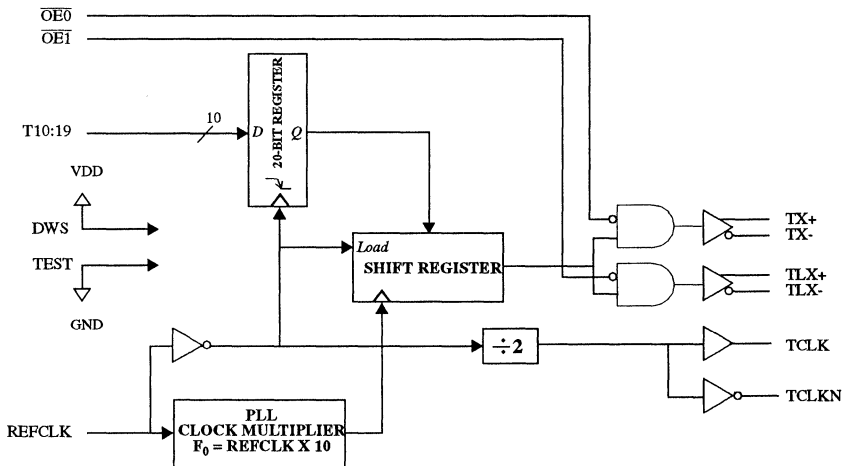 OE0
OE1
20-BIT REGISTER
T10:19
10
D
Q
VDD
DWS
TEST
GND
Load
SHIFT REGISTER
TX+
TX-
TLX+
TLX-
÷2
TCLK
TCLKN
REFCLK
PLL
CLOCK MULTIPLIER
F₀ = REFCLK X 10